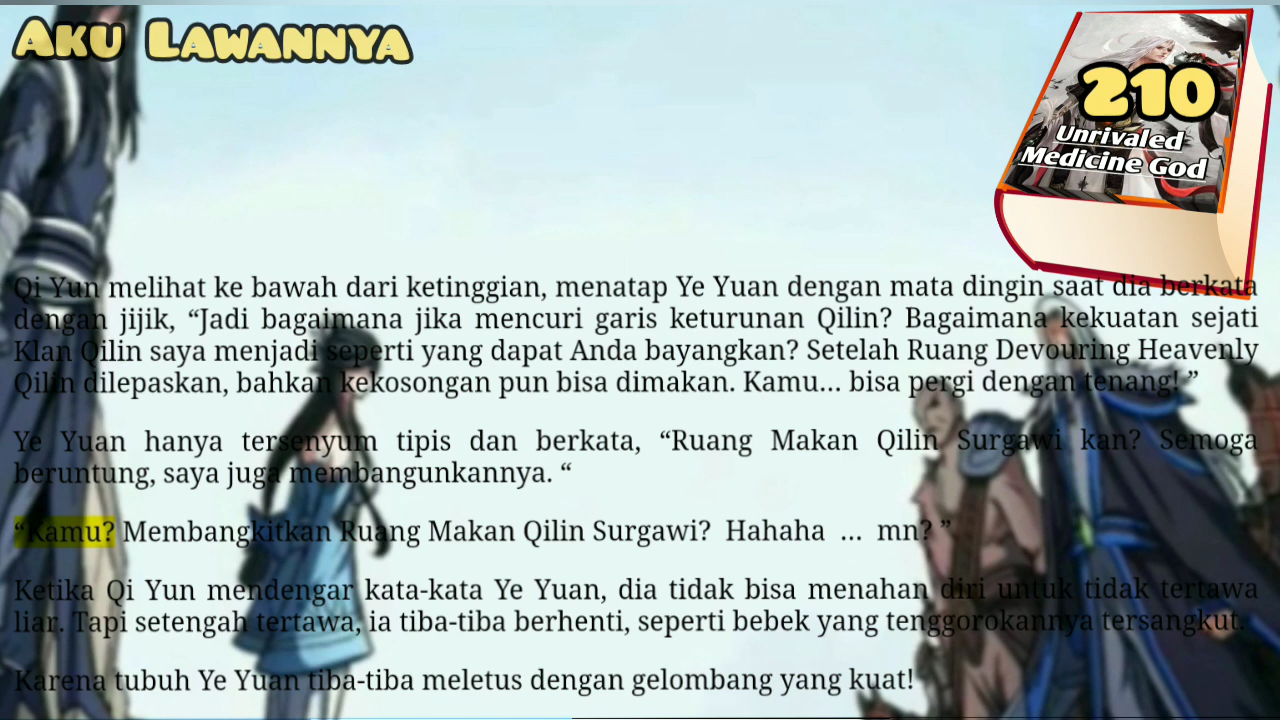 Aku Lawannya
210
Unrivaled
Medicine God
Qi Yun melihat ke bawah dari ketinggian, menatap Ye Yuan dengan mata dingin saat dia berkata
dengan jijik, “Jadi bagaimana jika mencuri garis keturunan Qilin? Bagaimana kekuatan sejati
Klan Qilin saya menjadi seperti yang dapat Anda bayangkan? Setelah Ruang Devouring Heavenly
Qilin dilepaskan, bahkan kekosongan pun bisa dimakan. Kamu... bisa pergi dengan tenang! ”
Ye Yuan hanya tersenyum tipis dan berkata, “Ruang Makan Qilin Surgawi kan? Semoga
beruntung, saya juga membangunkannya. “
“Kamu? Membangkitkan Ruang Makan Qilin Surgawi? Hahaha ... mn? ”
Ketika Qi Yun mendengar kata-kata Ye Yuan, dia tidak bisa menahan diri untuk tidak tertawa
liar. Tapi setengah tertawa, ia tiba-tiba berhenti, seperti bebek yang tenggorokannya tersangkut.
Karena tubuh Ye Yuan tiba-tiba meletus dengan gelombang yang kuat!